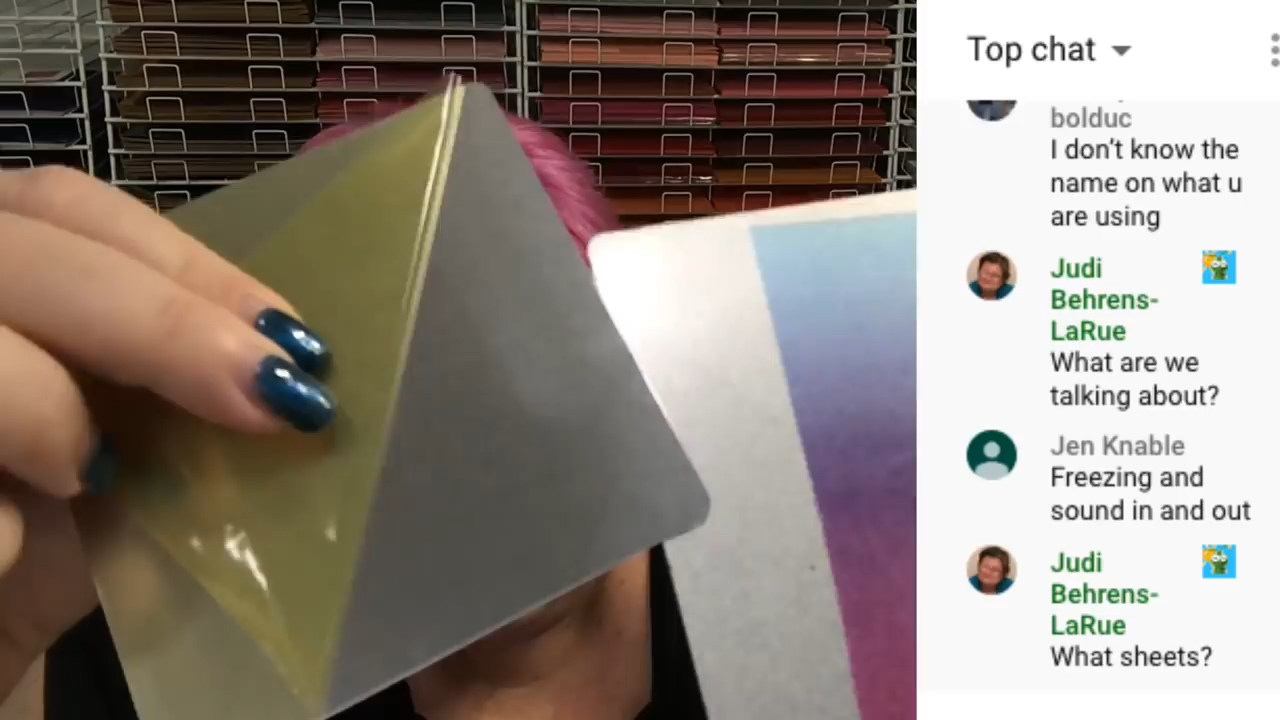 Top chat
bolduc
I don't know the
name on what u
are using
Judi
Behrens-
LaRue
What are we
talking about?
Jen Knable
Freezing and
sound in and out
Judi
Behrens-
LaRue
What sheets?